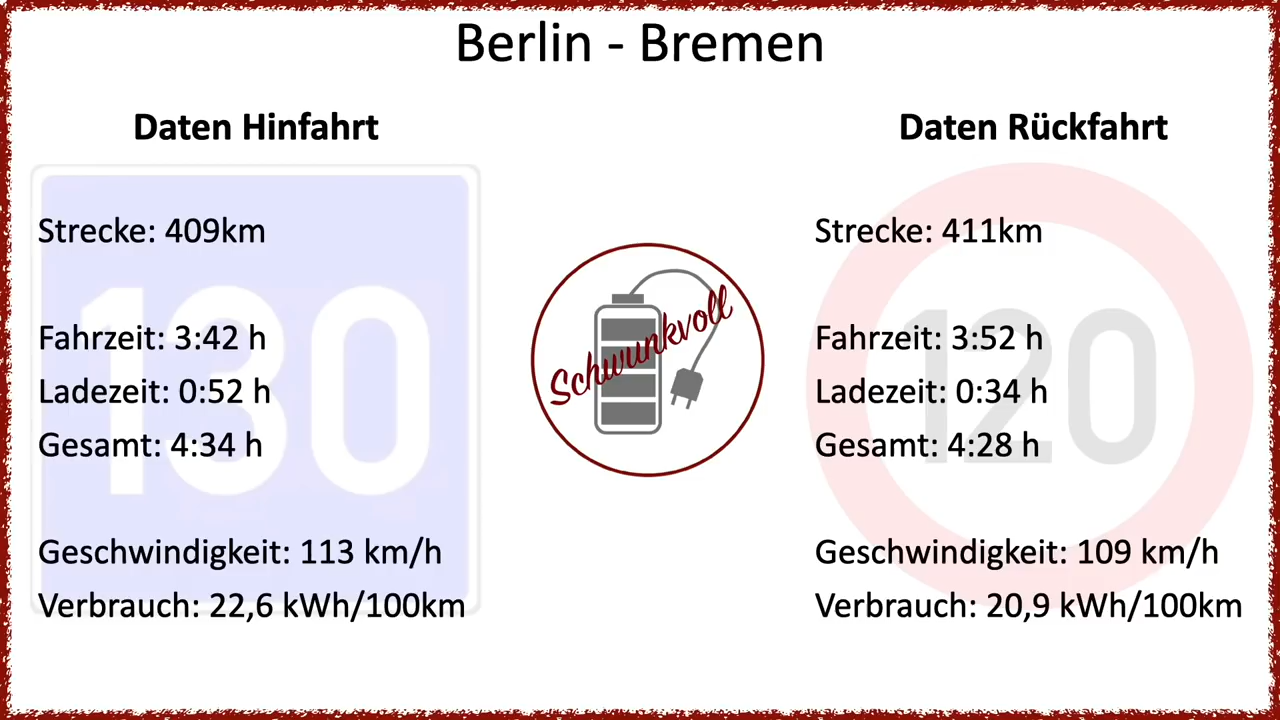 Berlin - Bremen
Daten Hinfahrt
130
Strecke: 409km
Fahrzeit: 3:42 h
Ladezeit: 0:52 h
Gesamt: 4:34 h
Geschwindigkeit: 113 km/h
Verbrauch: 22,6 kWh/100km
Schwunkvoll
Daten Rückfahrt
120
Strecke: 411km
Fahrzeit: 3:52 h
Ladezeit: 0:34 h
Gesamt: 4:28 h
Geschwindigkeit: 109 km/h
Verbrauch: 20,9 kWh/100km